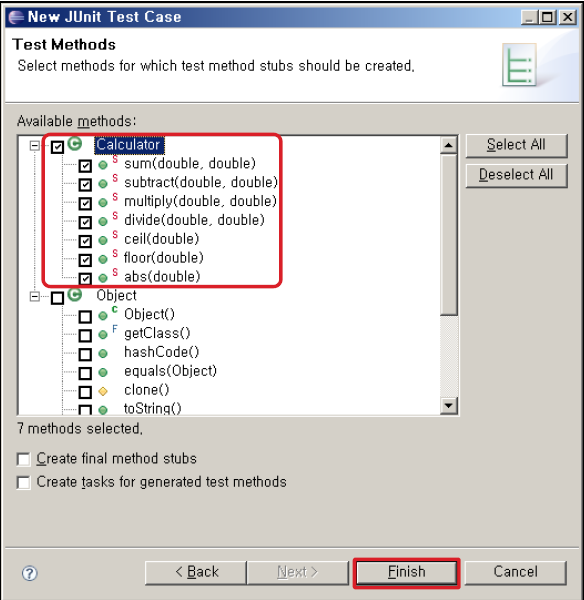 New JUnit Test Case
Test Methods
Select methods for which test method stubs should be created.
Available methods:
Calculator
S sum(double, double)
S subtract(double, double)
S multiply(double, double)
S divide(double, double)
S ceil(double)
S floor(double)
S abs(double)
Object
C Object()
F getClass()
hashCode()
equals(Object)
clone()
toString()
Select All
Deselect All
7 methods selected.
Create final method stubs
Create tasks for generated test methods
< Back
Next >
Finish
Cancel